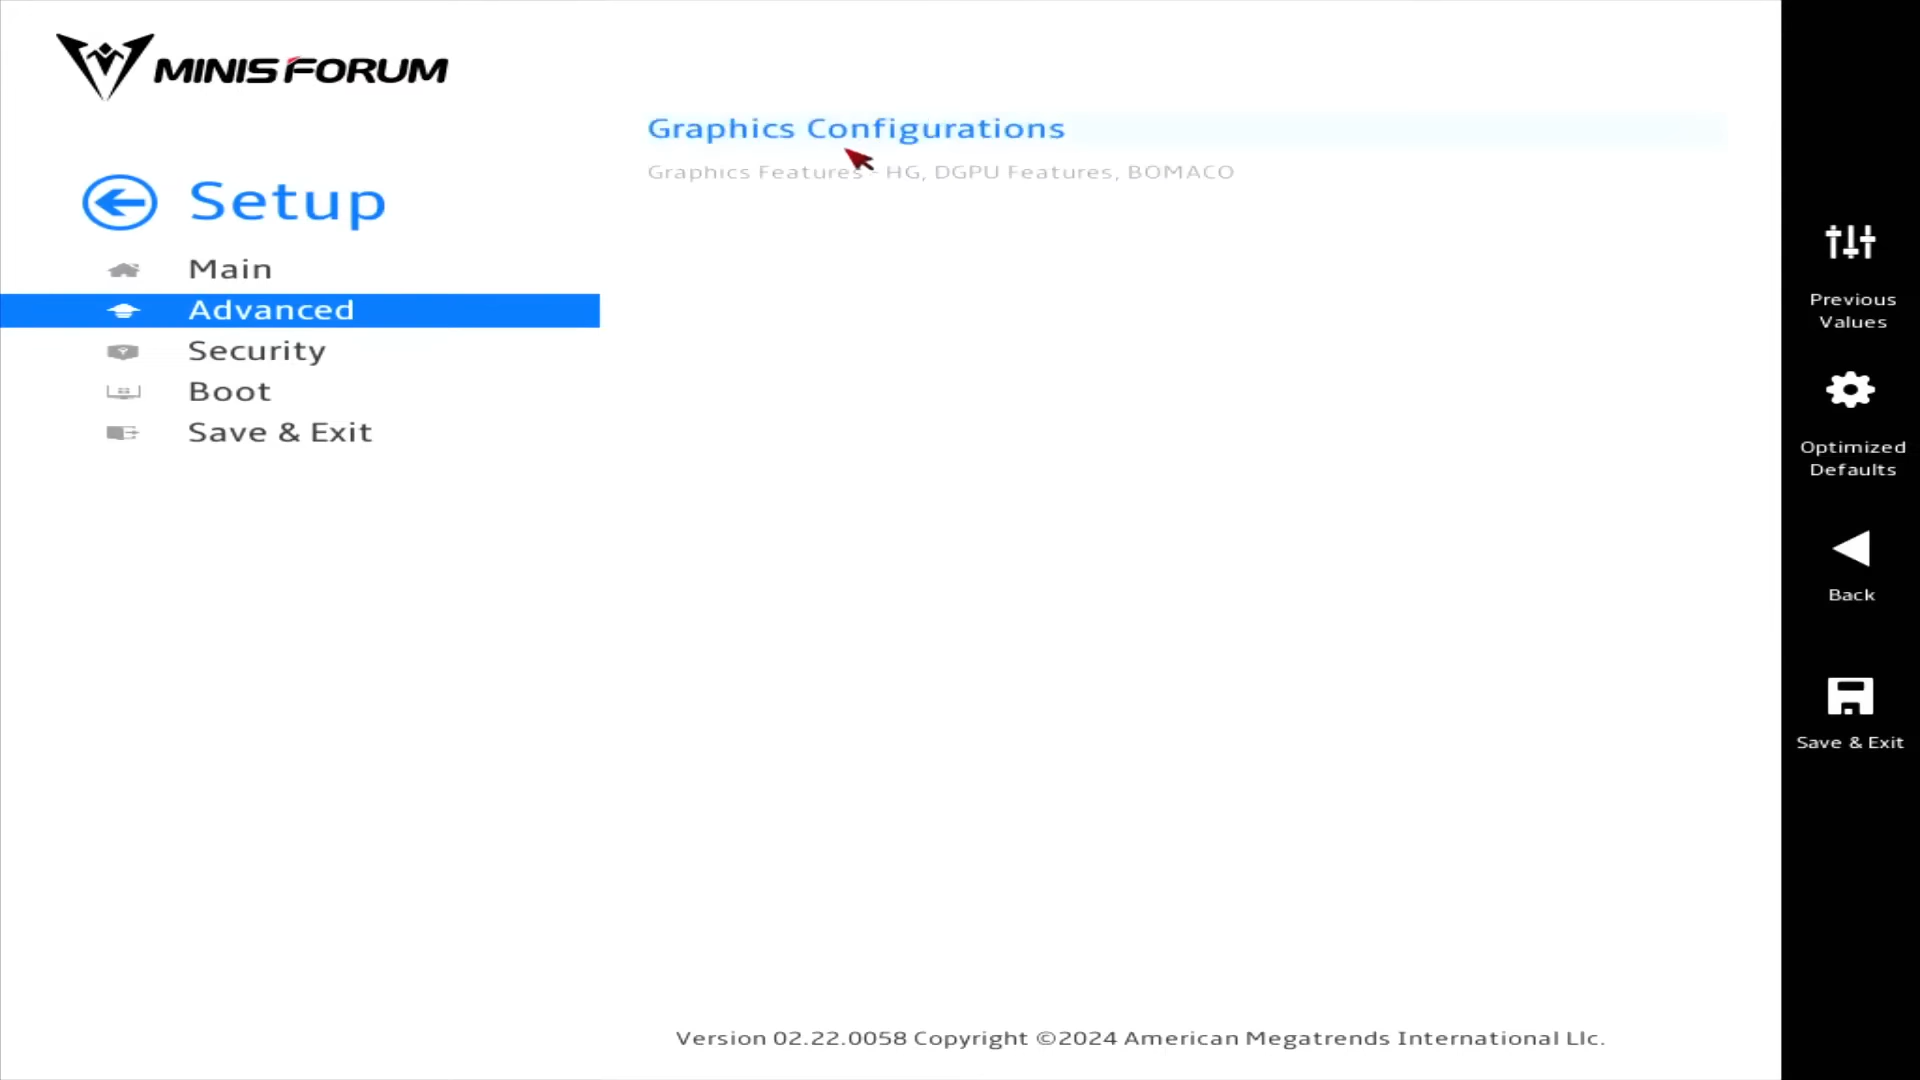 MINISFORUM
Graphics Configurations
Graphics Features - HG, DGPU Features, BOMACO
Setup
Main
Advanced
Security
Boot
Save & Exit
Previous
Values
Optimized
Defaults
Back
Save & Exit
Version 02.22.0058 Copyright ©2024 American Megatrends International Llc.